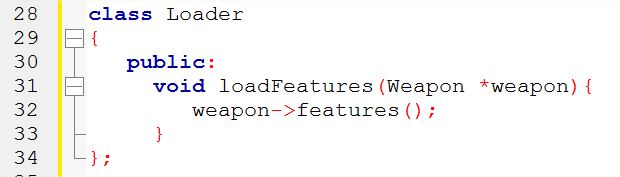 28 class Loader
29 {
30 public:
31 void loadFeatures(Weapon *weapon){
32 weapon->features();
33 }
34 };